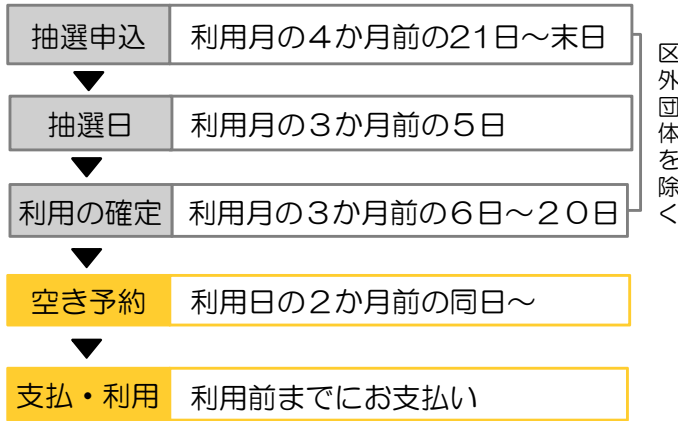 抽選申込 利用月の４か月前の21日～末日
抽選日 利用月の３か月前の５日
利用の確定 利用月の３か月前の６日～２０日
区外団体を除く
空き予約 利用日の２か月前の同日～
支払・利用 利用前までにお支払い